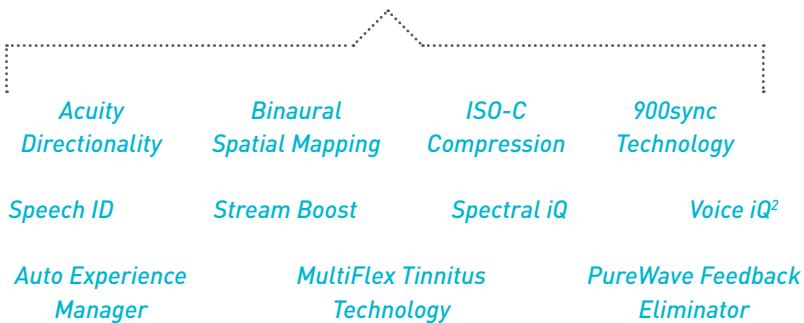 Acuity Binaural ISO-C 900sync
Directionality Spatial Mapping Compression Technology
Speech ID Stream Boost Spectral iQ Voice iQ²
Auto Experience MultiFlex Tinnitus PureWave Feedback
Manager Technology Eliminator